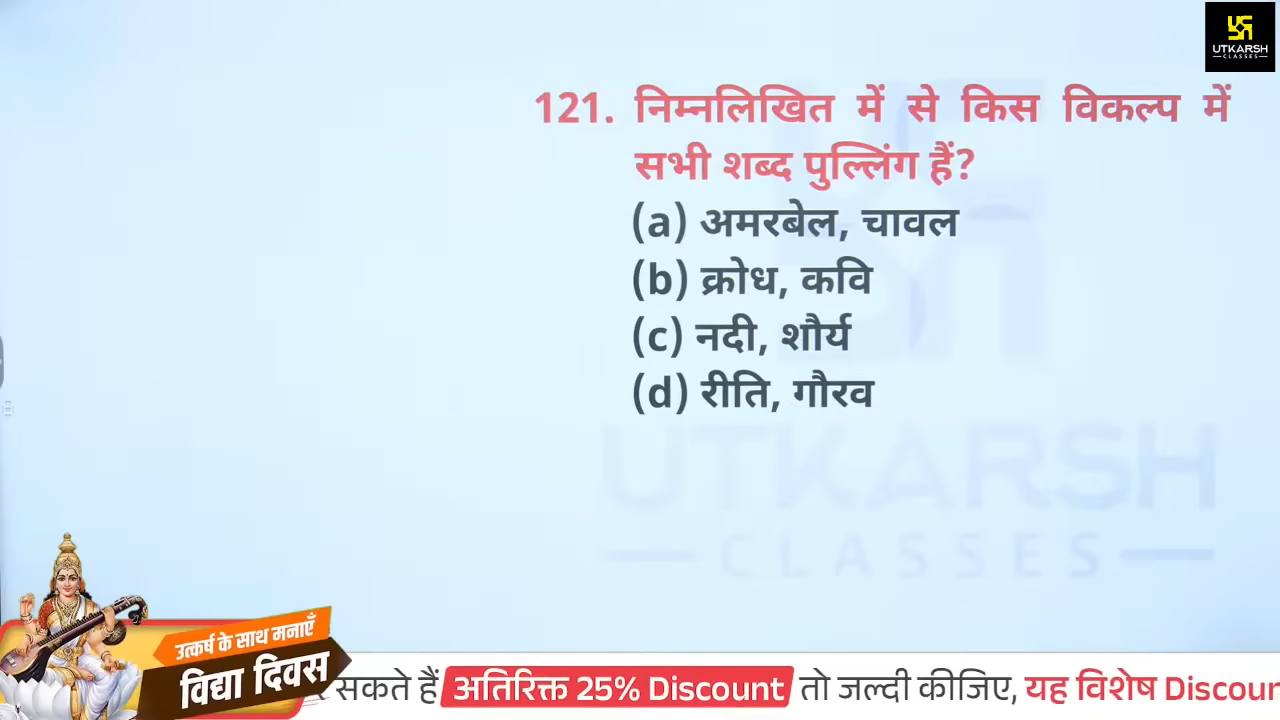 UTKARSH
CLASSES
121. निम्नलिखित में से किस विकल्प में
सभी शब्द पुल्लिंग हैं?
(a) अमरबेल, चावल
(b) क्रोध, कवि
(c) नदी, शौर्य
(d) रीति, गौरव
UTKARSH
CLASSES
उत्कर्ष के साथ मनाएँ
विद्या दिवस
सकते हैं अतिरिक्त 25% Discount तो जल्दी कीजिए, यह विशेष Discoun